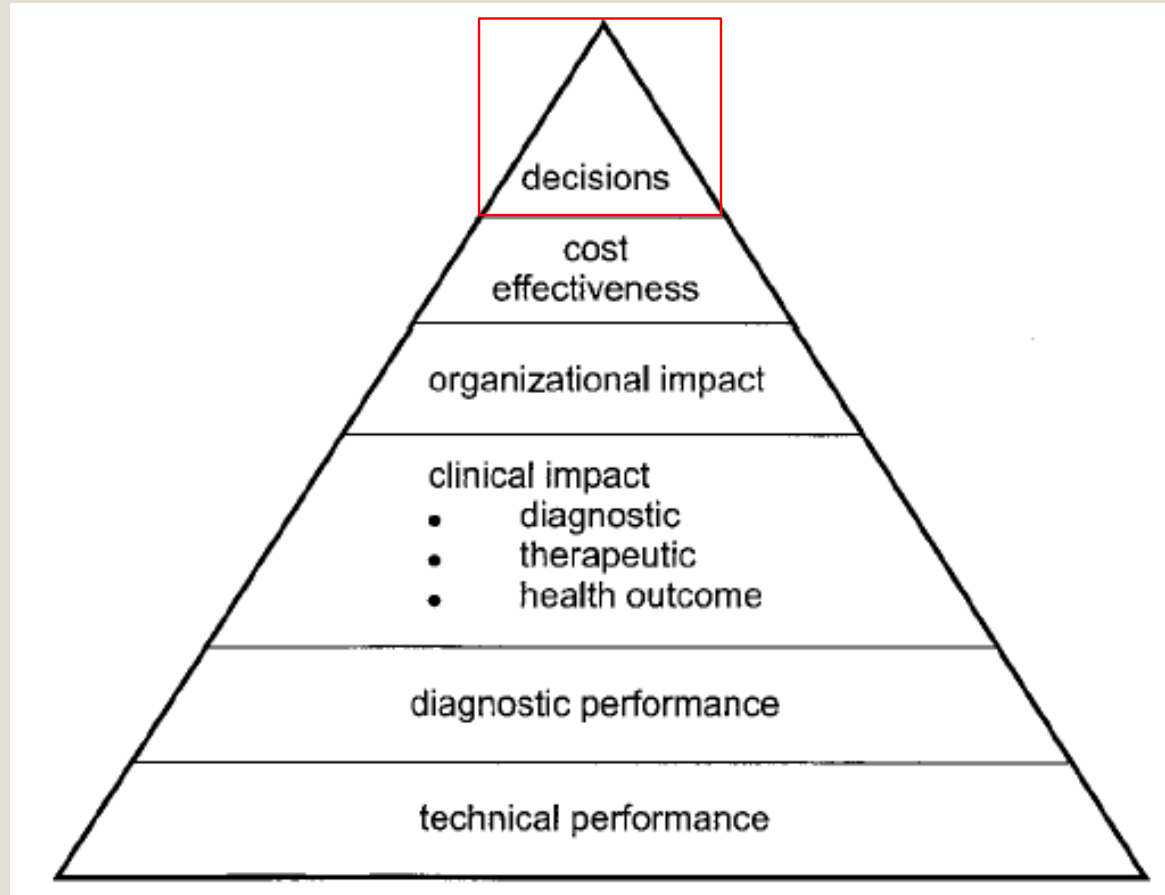 decisions
cost
effectiveness
organizational impact
clinical impact
• diagnostic
• therapeutic
• health outcome
diagnostic performance
technical performance